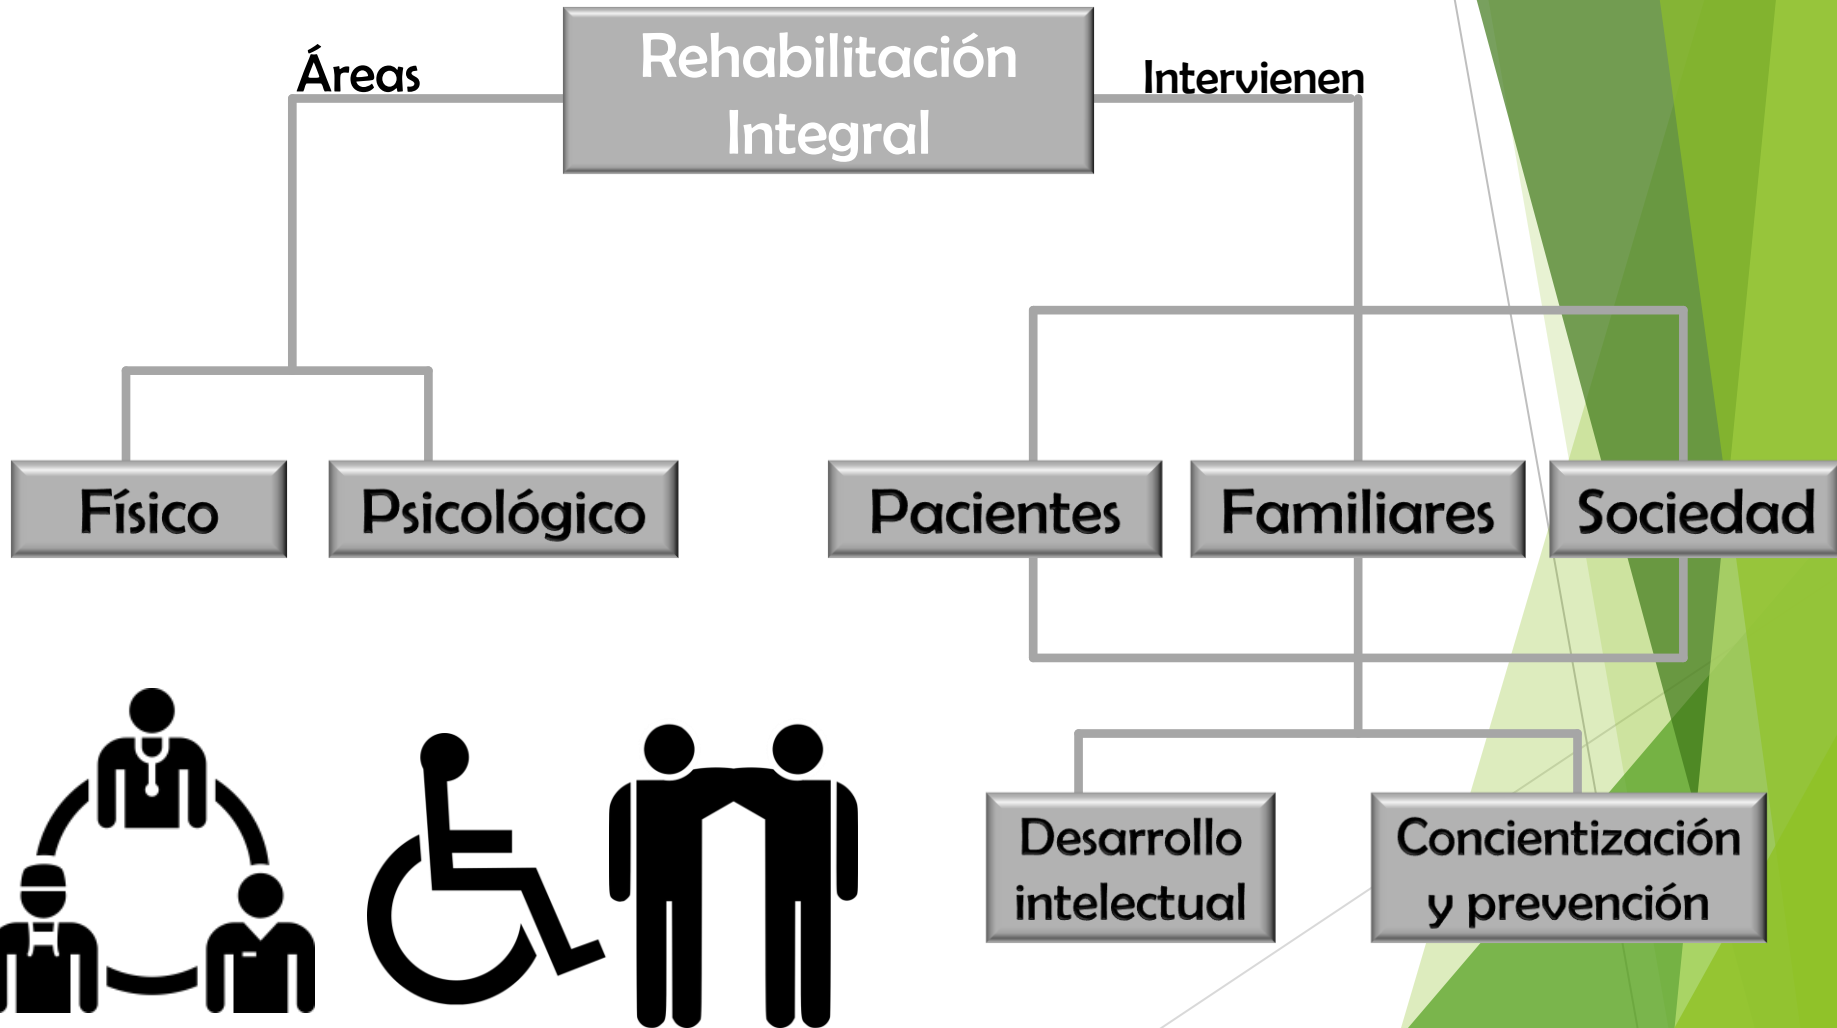 Rehabilitación
Integral
Áreas
Intervienen
Físico
Psicológico
Pacientes
Familiares
Sociedad
Desarrollo
intelectual
Concientización
y prevención